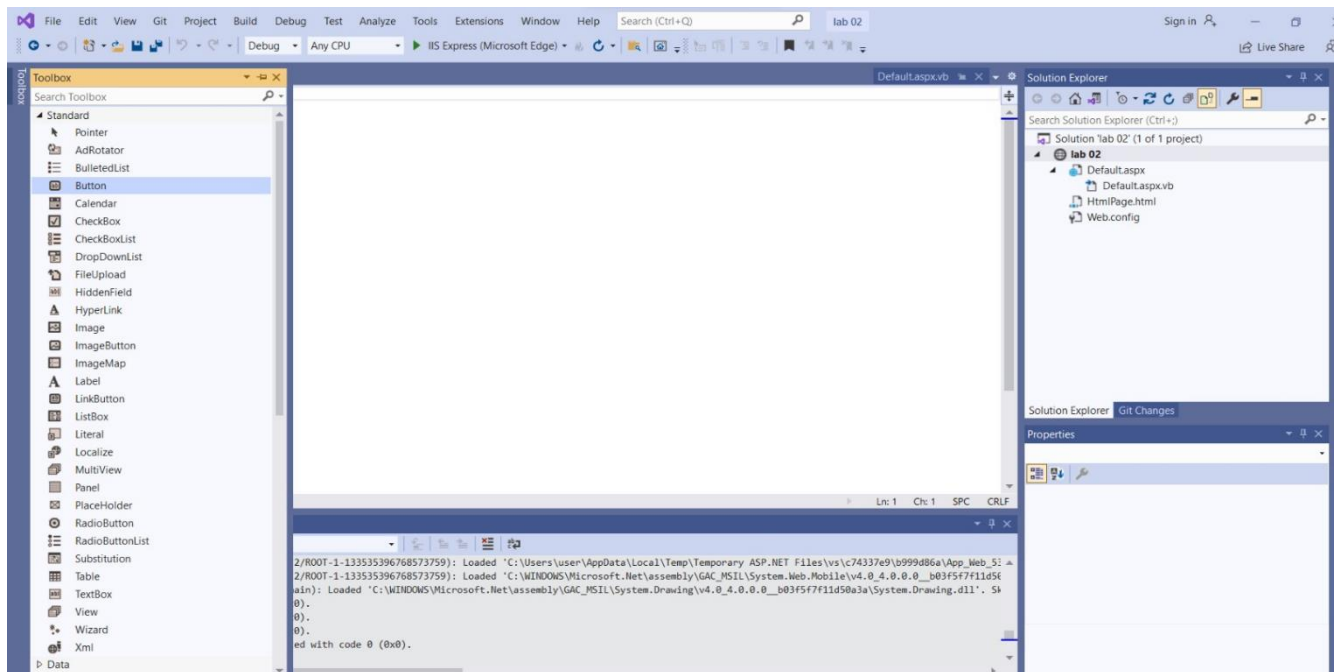 File Edit View Git Project Build Debug Test Analyze Tools Extensions Window Help Search (Ctrl+Q) lab 02 Sign in
Debug Any CPU IIS Express (Microsoft Edge) Live Share
Toolbox
Toolbox
Search Toolbox
Standard
Pointer
AdRotator
BulletedList
Button
Calendar
CheckBox
CheckBoxList
DropDownList
FileUpload
HiddenField
HyperLink
Image
ImageButton
ImageMap
Label
LinkButton
ListBox
Literal
Localize
MultiView
Panel
PlaceHolder
RadioButton
RadioButtonList
Substitution
Table
TextBox
View
Wizard
Xml
Data
Default.aspx.vb
Ln: 1 Ch: 1 SPC CRLF
2/ROOT-1-133535396768573759): Loaded 'C:\Users\user\AppData\Local\Temp\Temporary ASP.NET Files\vs\c74337e9\b999d86a\App_Web_
2/ROOT-1-133535396768573759): Loaded 'C:\WINDOWS\Microsoft.Net\assembly\GAC_MSIL\System.Web.Mobile\v4.0_4.0.0.0__b03f5f7f11d5
ain): Loaded 'C:\WINDOWS\Microsoft.Net\assembly\GAC_MSIL\System.Drawing\v4.0_4.0.0.0__b03f5f7f11d50a3a\System.Drawing.dll'. Sk
0).
0).
0).
ed with code 0 (0x0).
Solution Explorer
Search Solution Explorer (Ctrl+;)
Solution 'lab 02' (1 of 1 project)
lab 02
Default.aspx
Default.aspx.vb
HtmlPage.html
Web.config
Solution Explorer Git Changes
Properties